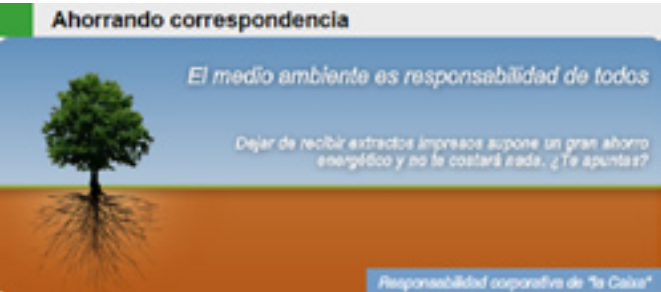 Ahorrando correspondencia
El medio ambiente es responsabilidad de todos
Dejar de recibir extractos impresos supone un gran ahorro
energético y no te costará nada. ¿Te apuntas?
Responsabilidad corporativa de "la Caixa"